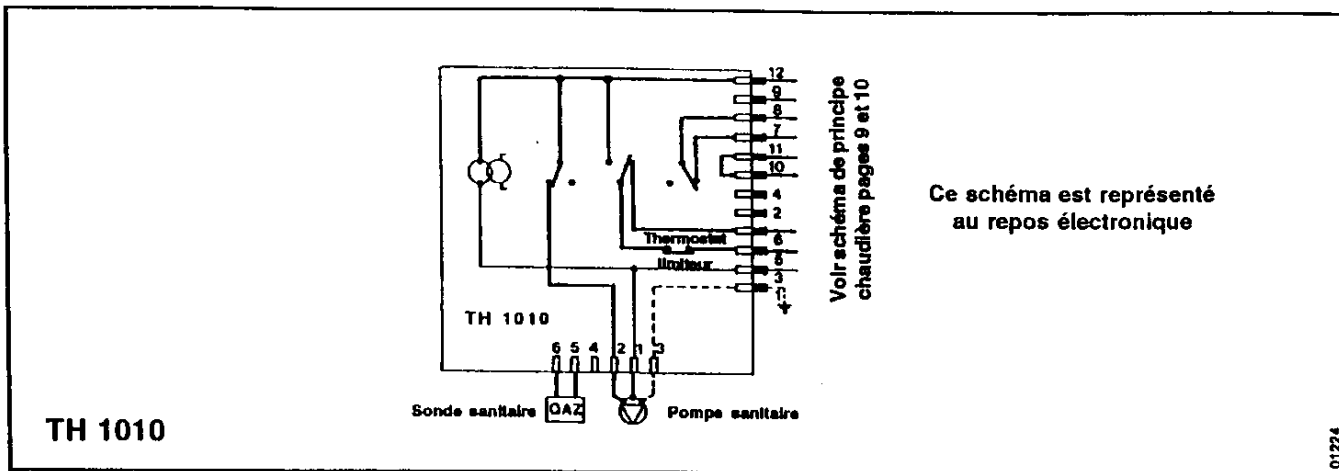 12
9
8
7
11
10
4
2
6
5
3
1
Voir schéma de principe
chaudière pages 9 et 10
Ce schéma est représenté
au repos électronique
Thermostat
limiteur
TH 1010
6 5 4 2 1 3
Sonde sanitaire
Pompe sanitaire
TH 1010
01224